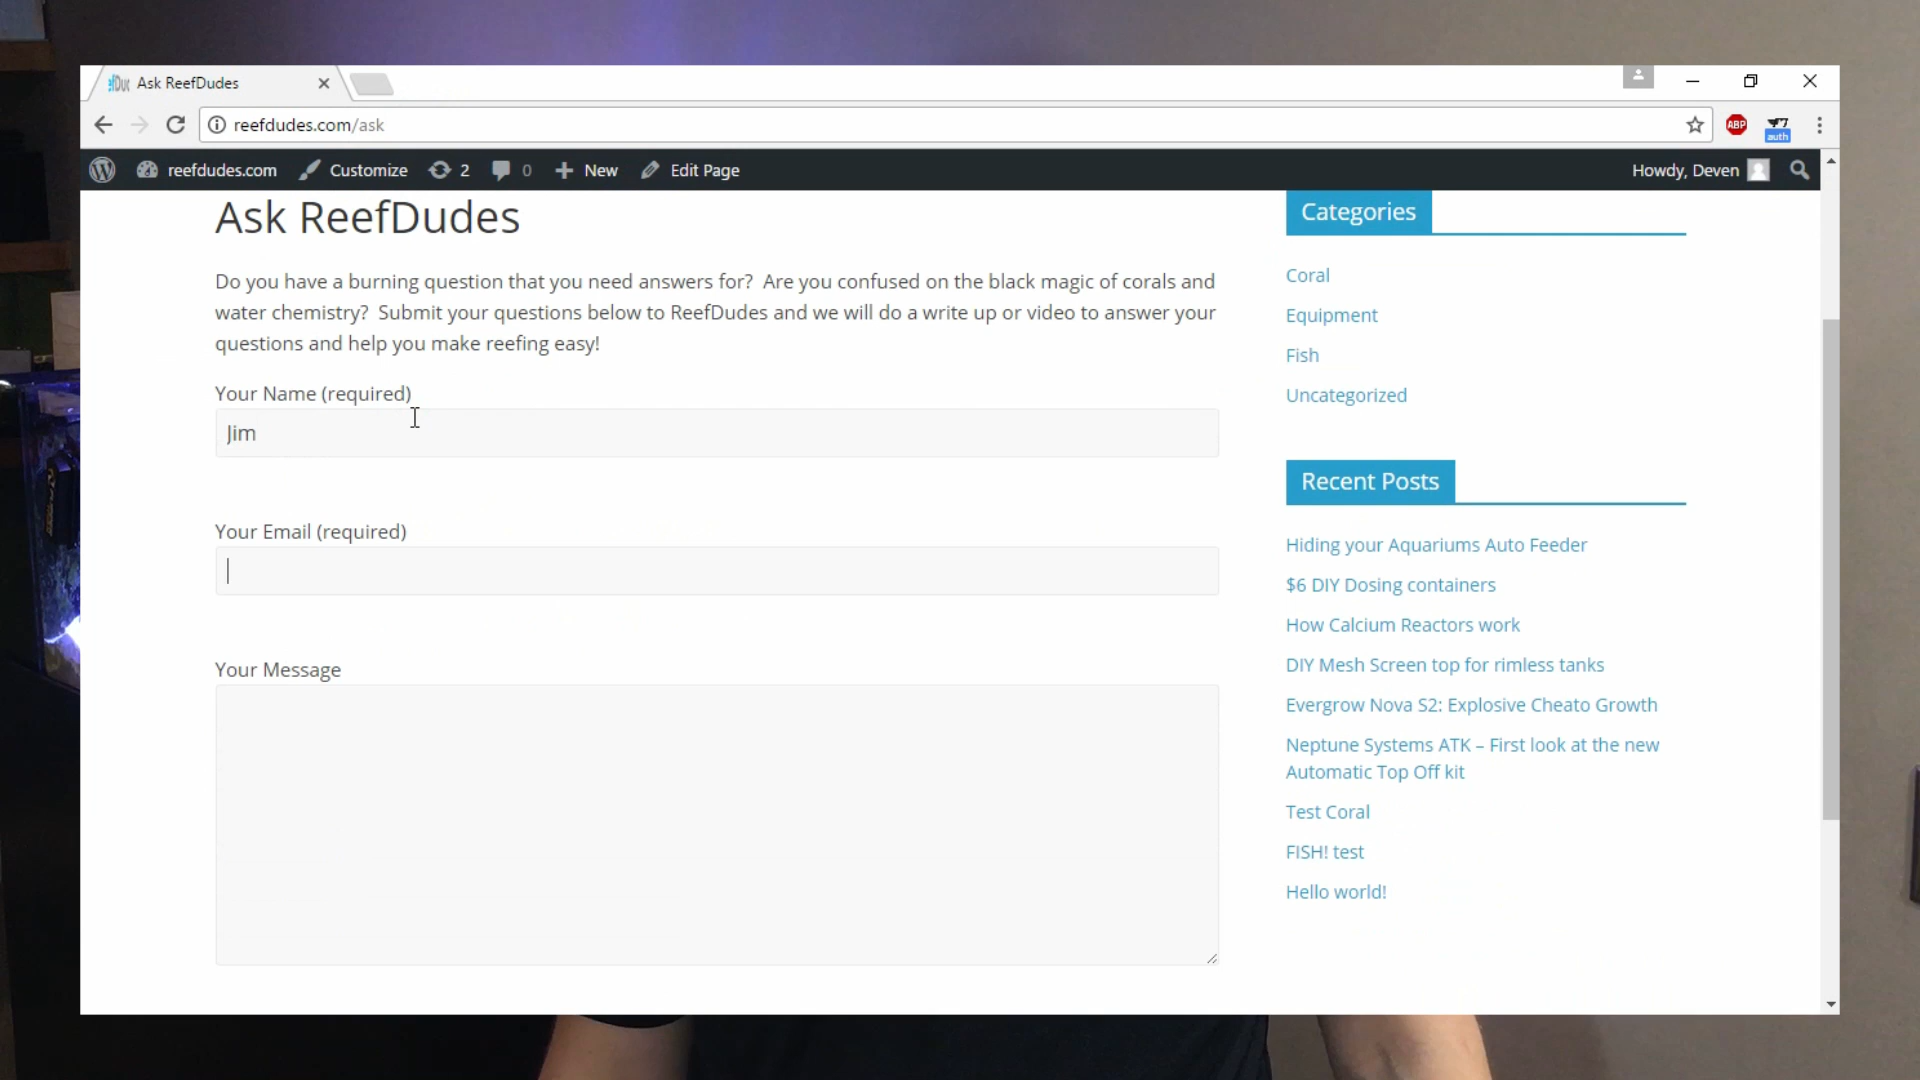 Ask ReefDudes
reefdudes.com/ask
ABP
auth
reefdudes.com
Customize
2
0
New
Edit Page
Howdy, Deven
Ask ReefDudes
Do you have a burning question that you need answers for? Are you confused on the black magic of corals and
water chemistry? Submit your questions below to ReefDudes and we will do a write up or video to answer your
questions and help you make reefing easy!
Your Name (required)
Jim
Your Email (required)
Your Message
Categories
Coral
Equipment
Fish
Uncategorized
Recent Posts
Hiding your Aquariums Auto Feeder
$6 DIY Dosing containers
How Calcium Reactors work
DIY Mesh Screen top for rimless tanks
Evergrow Nova S2: Explosive Cheato Growth
Neptune Systems ATK – First look at the new
Automatic Top Off kit
Test Coral
FISH! test
Hello world!